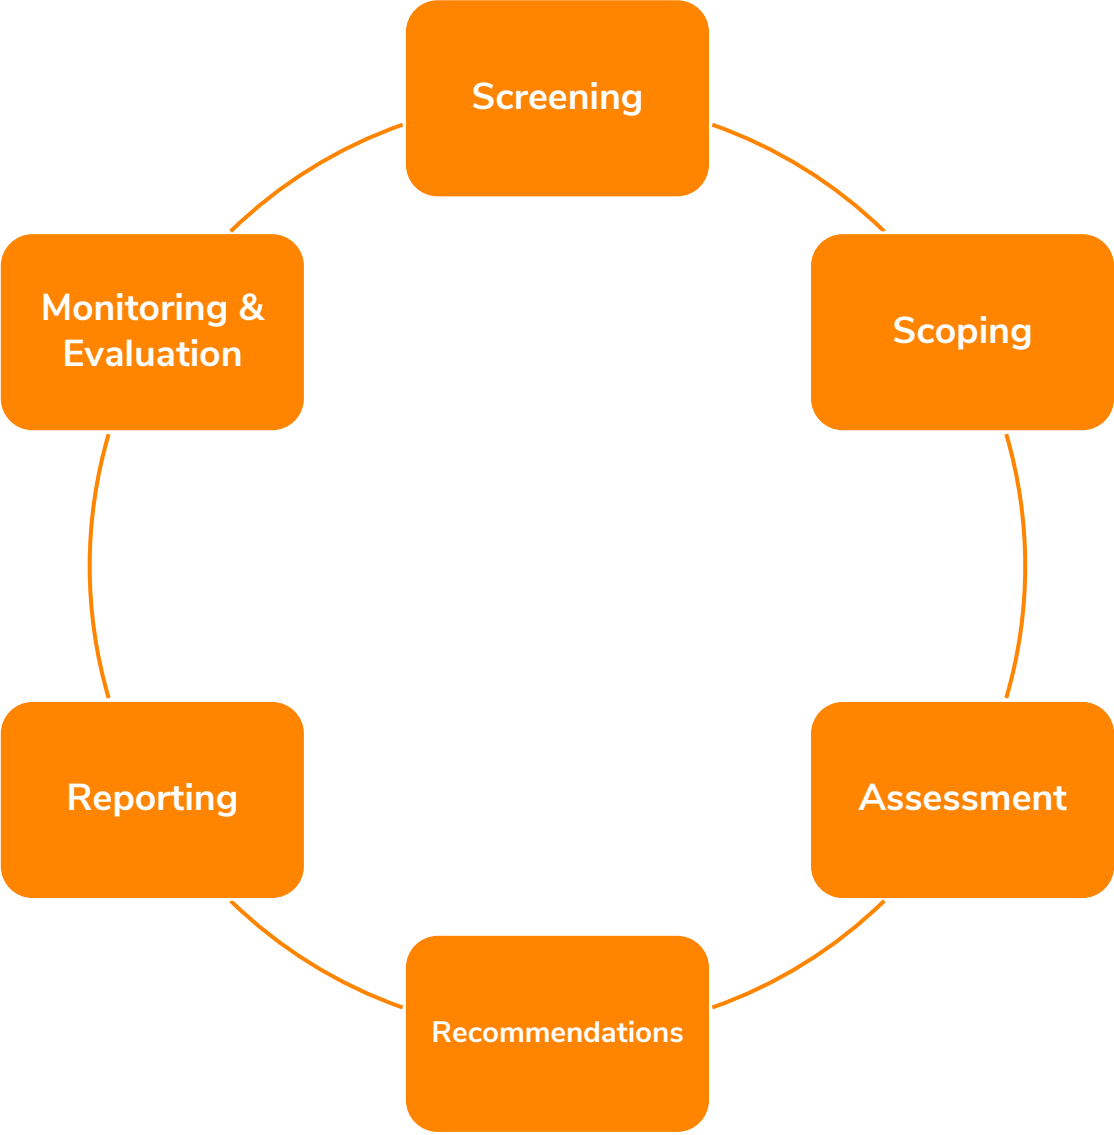 Screening
Scoping
Assessment
Recommendations
Reporting
Monitoring &
Evaluation